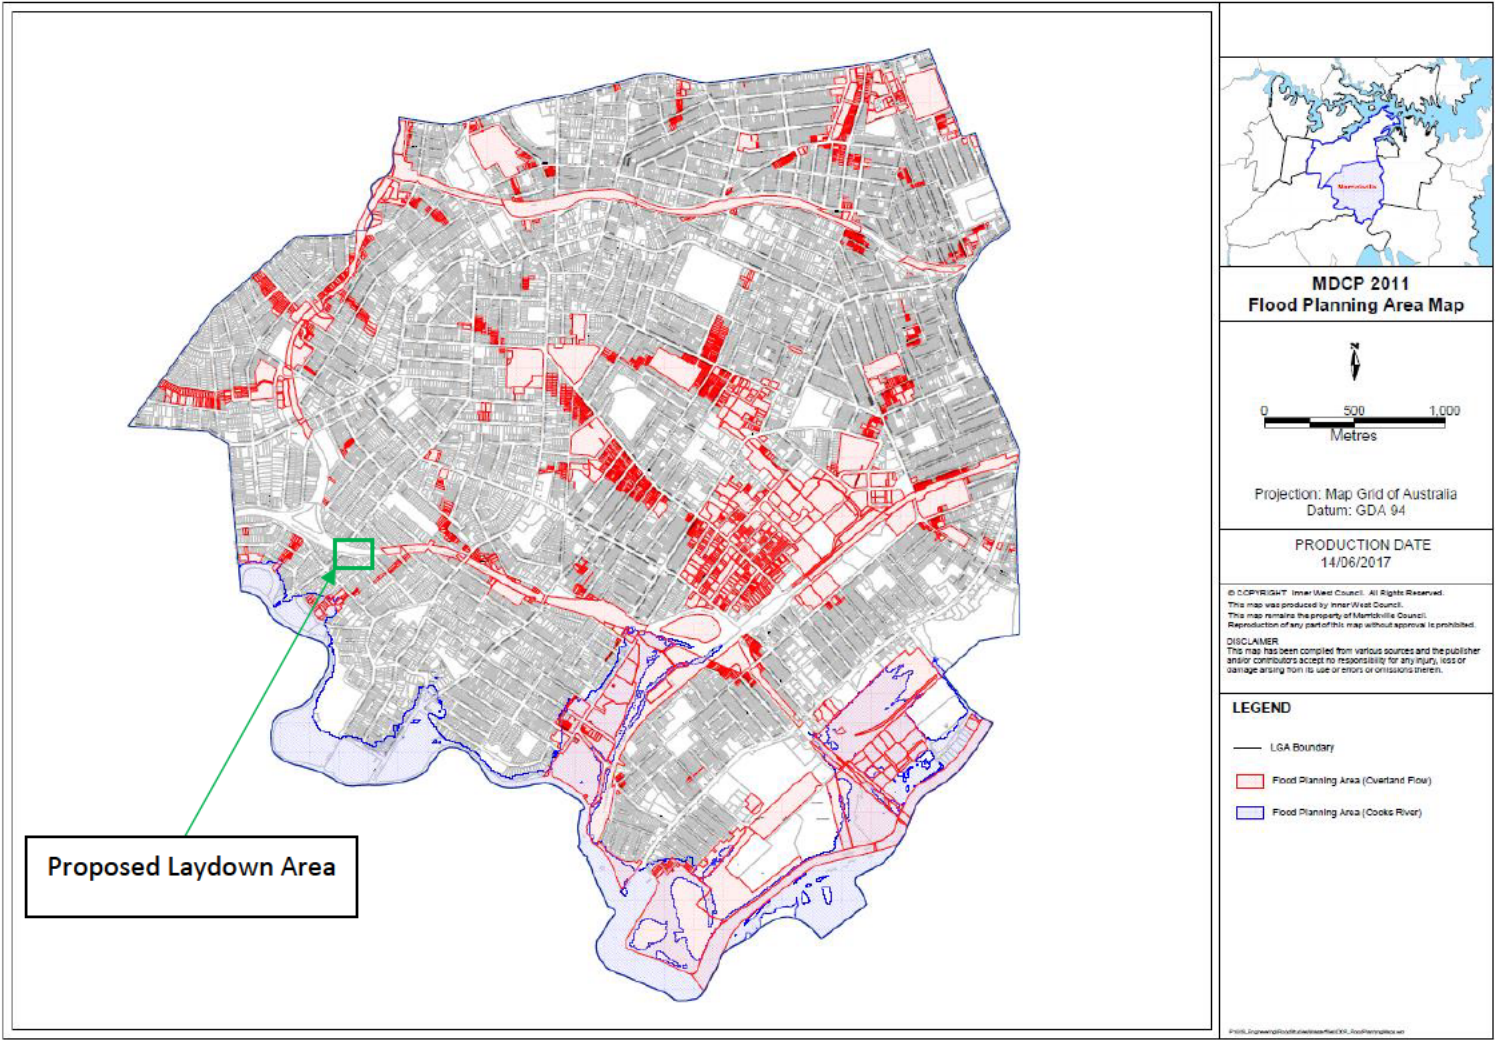 Proposed Laydown Area
Marrickville
MDCP 2011
Flood Planning Area Map
N
0 500 1,000
Metres
Projection: Map Grid of Australia
Datum: GDA 94
PRODUCTION DATE
14/06/2017
© COPYRIGHT Inner West Council. All Rights Reserved.
This map was produced by Inner West Council.
This map remains the property of Marrickville Council.
Reproduction of any part of this map without approval is prohibited.
DISCLAIMER
This map has been compiled from various sources and the publisher
and/or contributors accept no responsibility for any injury, loss or
damage arising from its use or errors or omissions therein.
LEGEND
LGA Boundary
Flood Planning Area (Overland Flow)
Flood Planning Area (Cooks River)